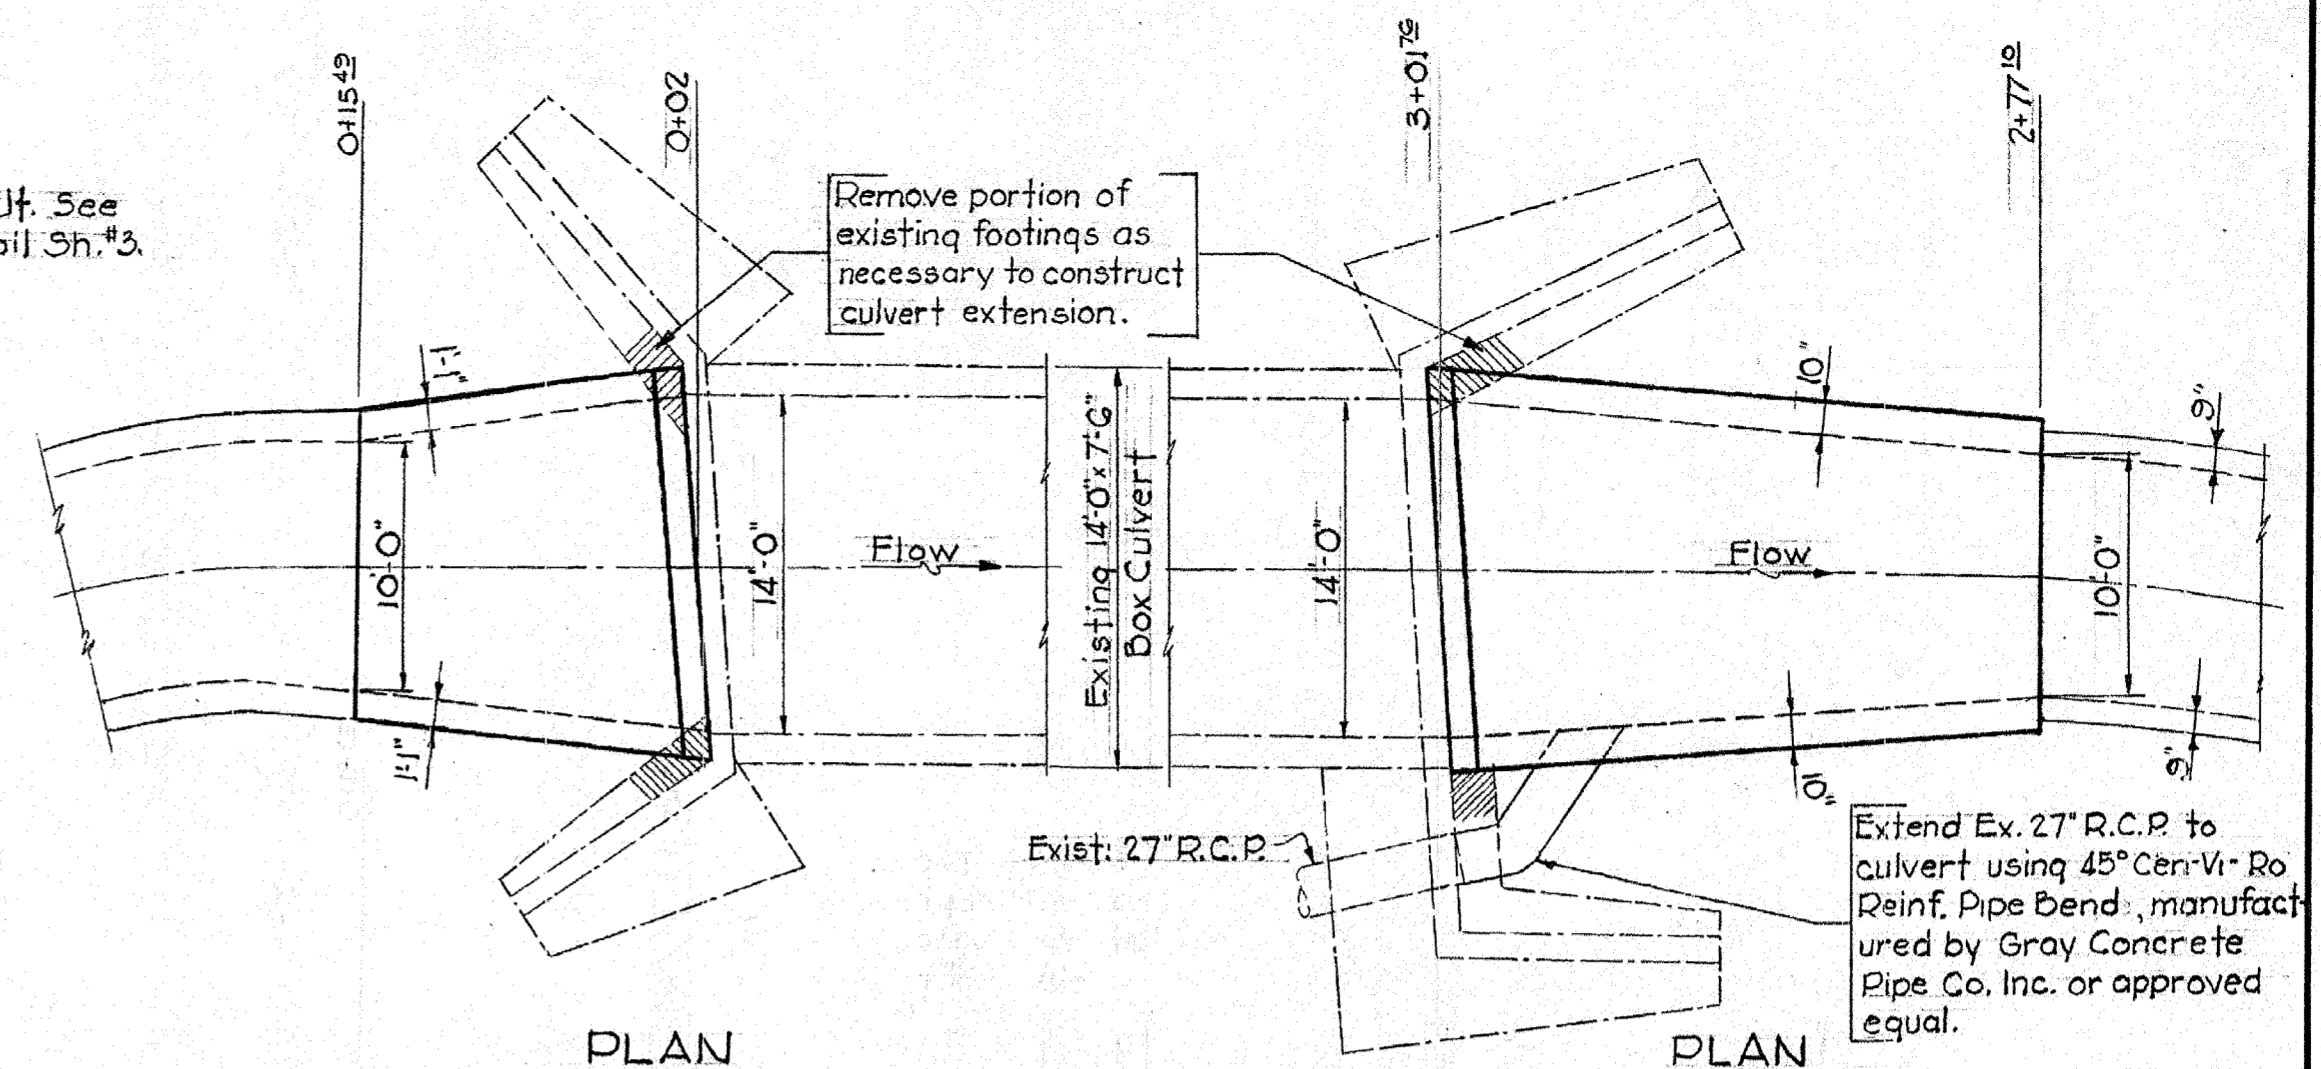 0+15 49
0+02
3+01 76
2+77 10
See
Sh. #3.
Remove portion of
existing footings as
necessary to construct
culvert extension.
1'-1"
10'-0"
1'-1"
14'-0"
Flow
Existing 14'-0" x 7'-6"
Box Culvert
14'-0"
Flow
10"
9"
10'-0"
10"
9"
Exist. 27" R.C.P.
Extend Ex. 27" R.C.P. to
culvert using 45° Cen-Vi-Ro
Reinf. Pipe Bend, manufact-
ured by Gray Concrete
Pipe Co. Inc. or approved
equal.
PLAN
PLAN